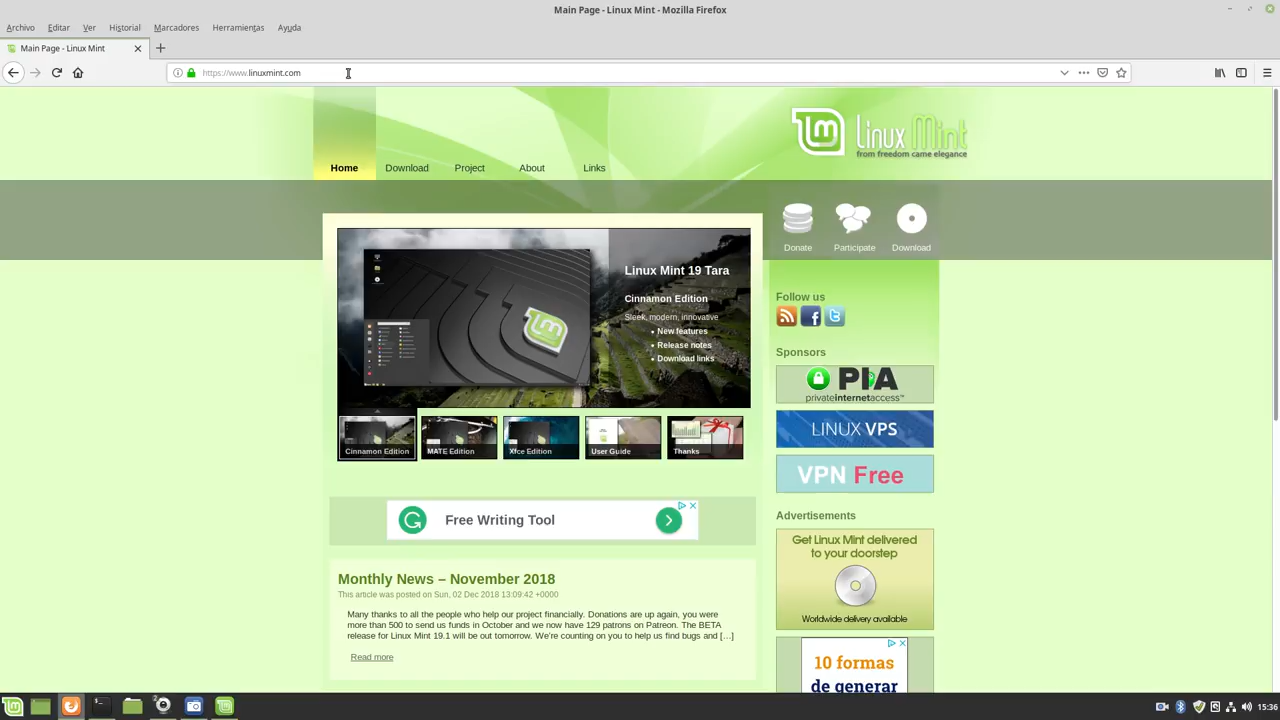 Main Page - Linux Mint - Mozilla Firefox
Archivo Editar Ver Historial Marcadores Herramientas Ayuda
Main Page - Linux Mint
https://www.linuxmint.com
Linux Mint
from freedom came elegance
Home Download Project About Links
Donate Participate Download
Linux Mint 19 Tara
Cinnamon Edition
Sleek, modern, innovative
New features
Release notes
Download links
Cinnamon Edition MATE Edition Xfce Edition User Guide Thanks
Free Writing Tool
Monthly News – November 2018
This article was posted on Sun, 02 Dec 2018 13:09:42 +0000
Many thanks to all the people who help our project financially. Donations are up again, you were
more than 500 to send us funds in October and we now have 129 patrons on Patreon. The BETA
release for Linux Mint 19.1 will be out tomorrow. We're counting on you to help us find bugs and […]
Read more
Follow us
Sponsors
PIA
privateinternetaccess™
LINUX VPS
VPN Free
Advertisements
Get Linux Mint delivered
to your doorstep
Worldwide delivery available
10 formas
de generar
15:36